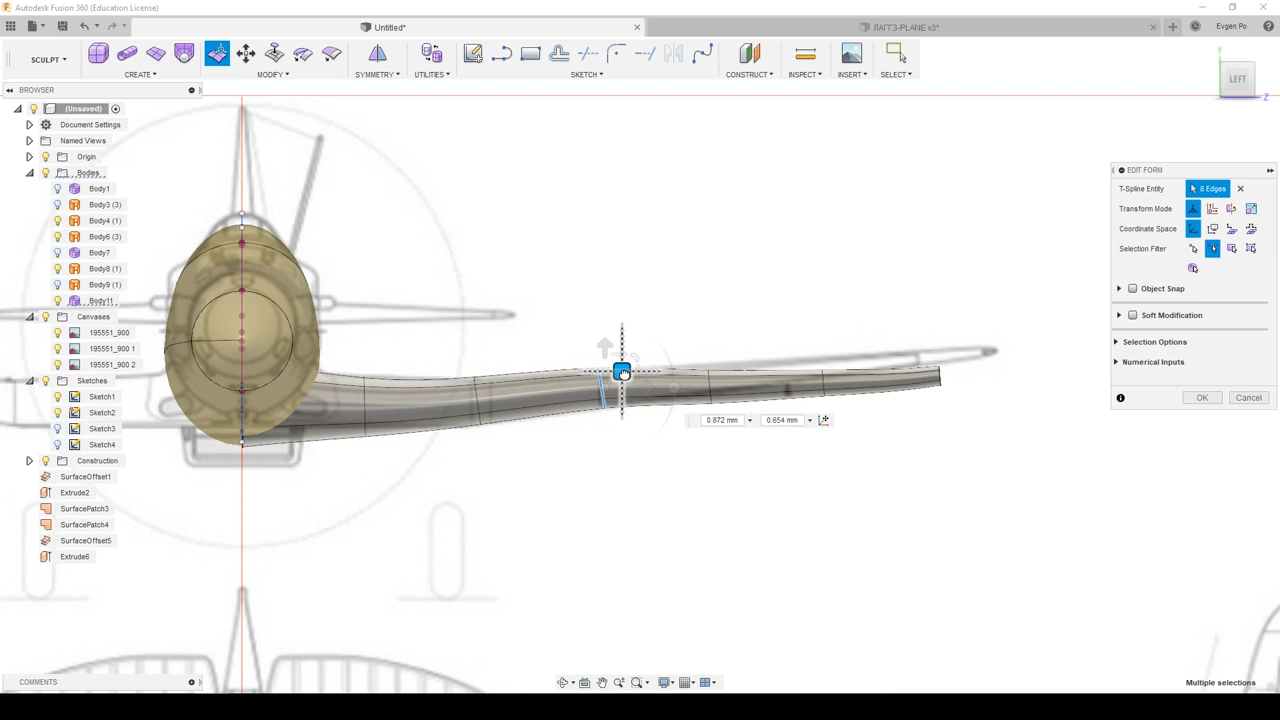 Autodesk Fusion 360 (Education License)
Untitled*
ЛАГГЗ-PLANE v3*
Evgen Po
SCULPT
CREATE
MODIFY
SYMMETRY
UTILITIES
SKETCH
CONSTRUCT
INSPECT
INSERT
SELECT
LEFT
Y
Z
BROWSER
(Unsaved)
Document Settings
Named Views
Origin
Bodies
Body1
Body3 (3)
Body4 (1)
Body6 (3)
Body7
Body8 (1)
Body9 (1)
Body11
Canvases
195551_900
195551_900 1
195551_900 2
Sketches
Sketch1
Sketch2
Sketch3
Sketch4
Construction
SurfaceOffset1
Extrude2
SurfacePatch3
SurfacePatch4
SurfaceOffset5
Extrude6
0.872 mm
0.654 mm
EDIT FORM
T-Spline Entity
8 Edges
Transform Mode
Coordinate Space
Selection Filter
Object Snap
Soft Modification
Selection Options
Numerical Inputs
OK
Cancel
COMMENTS
Multiple selections